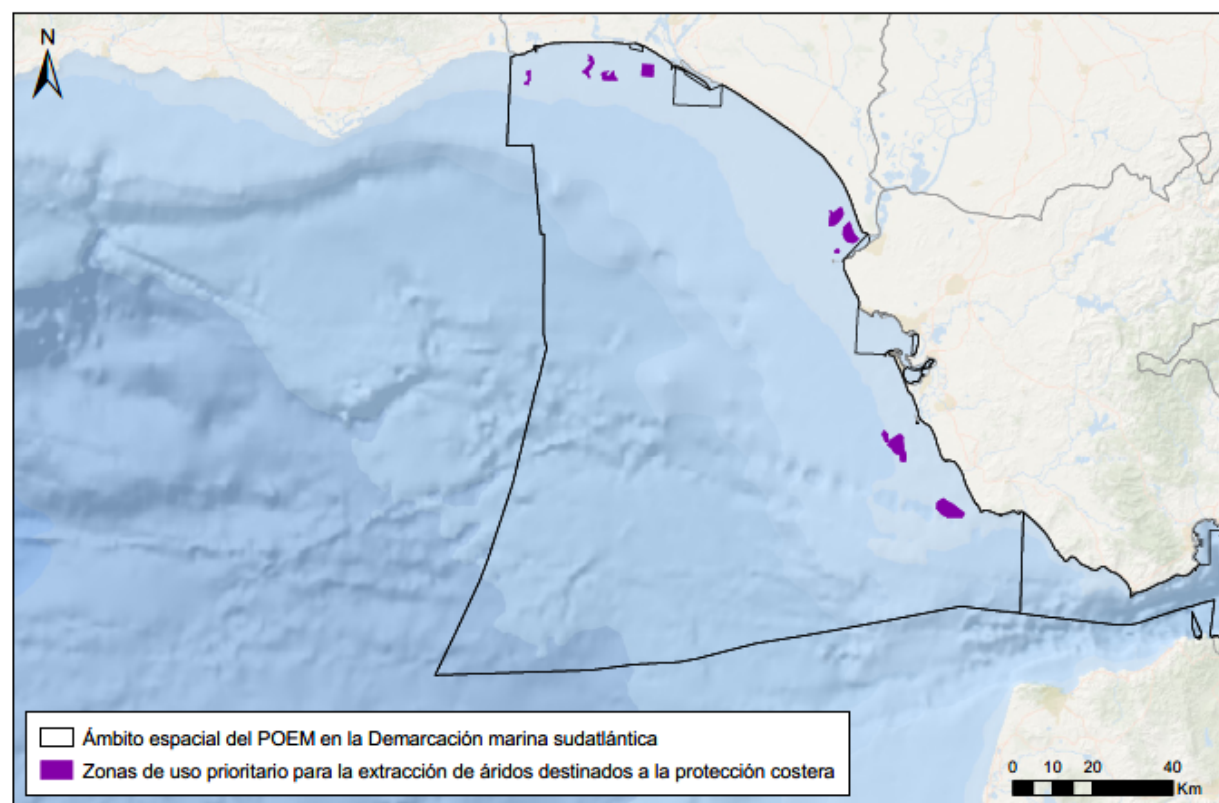 N
Ámbito espacial del POEM en la Demarcación marina sudatlántica
Zonas de uso prioritario para la extracción de áridos destinados a la protección costera
0 10 20 40
Km